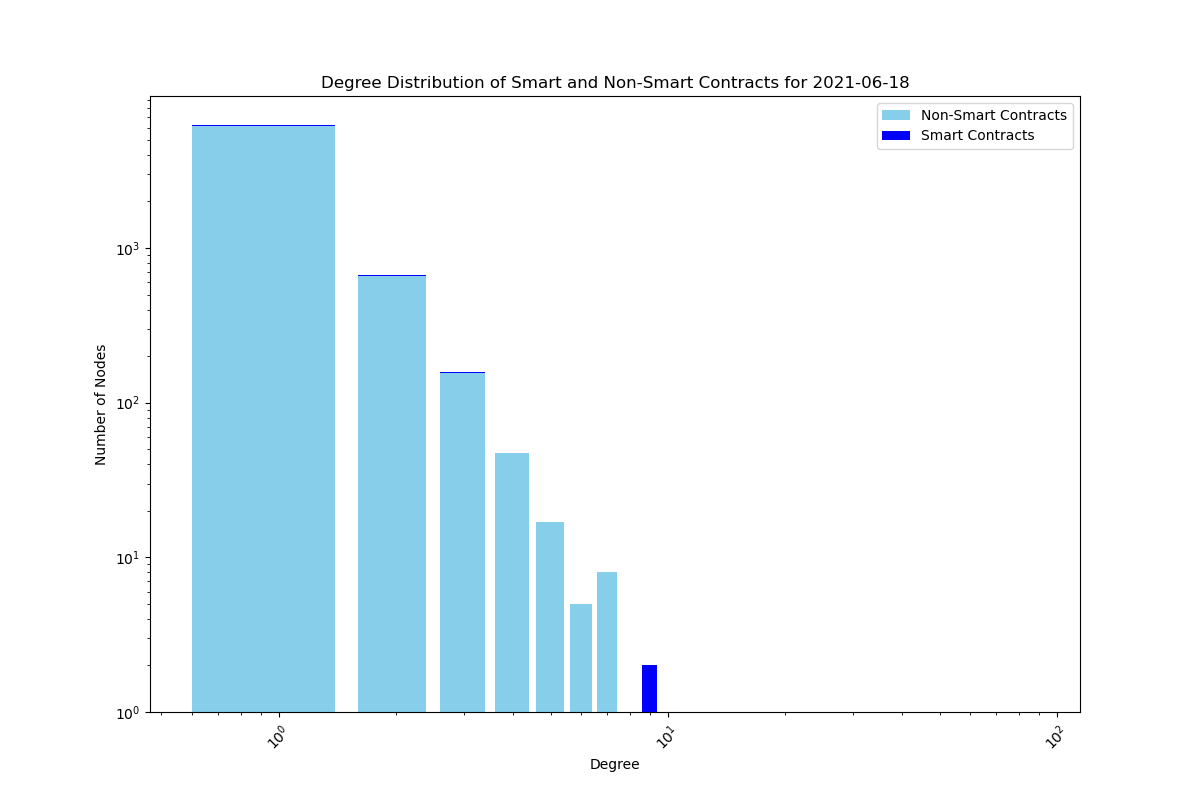 Degree Distribution of Smart and Non-Smart Contracts for 2021-06-18
Non-Smart Contracts
Smart Contracts
Number of Nodes
10³
10²
10¹
10⁰
10⁰
10¹
10²
Degree